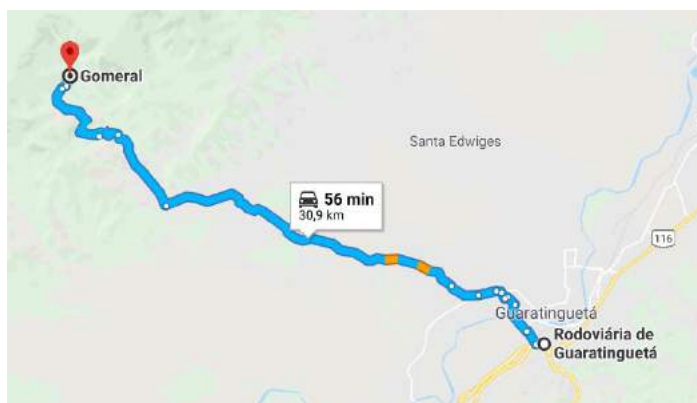 Gomeral
Santa Edwiges
56 min
30,9 km
116
Guaratinguetá
Rodoviária de
Guaratinguetá